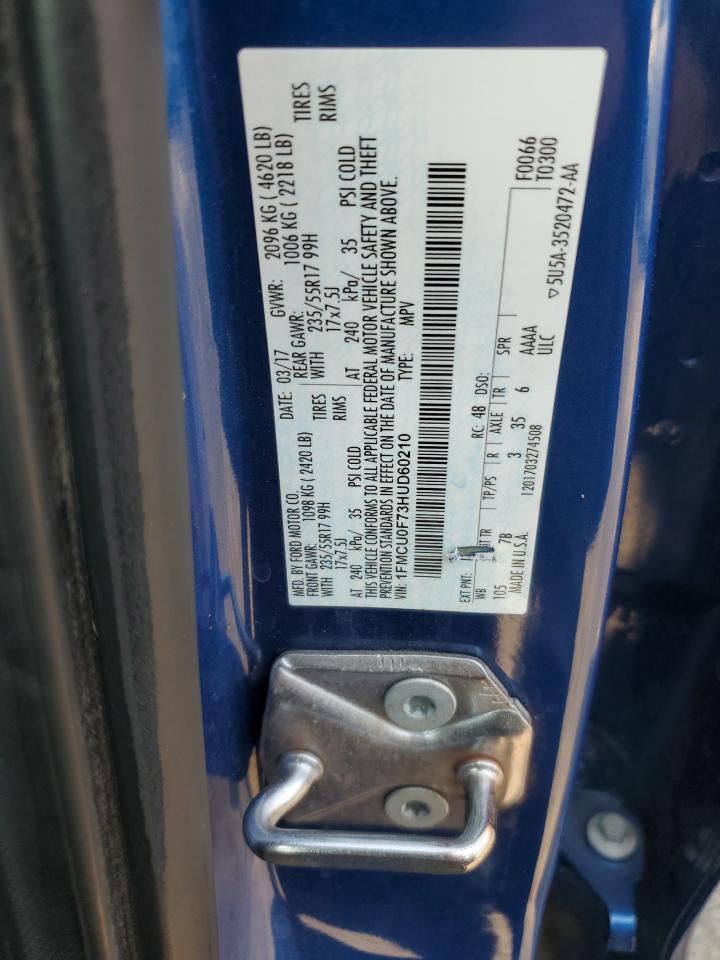 MFD. BY FORD MOTOR CO. DATE: 03/17 GVWR: 2096 KG ( 4620 LB)
FRONT GAWR: 1098 KG ( 2420 LB) REAR GAWR: 1006 KG ( 2218 LB)
WITH 235/55R17 99H TIRES WITH 235/55R17 99H TIRES
17x7.5J RIMS 17x7.5J RIMS
AT 240 kPa/ 35 PSI COLD AT 240 kPa/ 35 PSI COLD
THIS VEHICLE CONFORMS TO ALL APPLICABLE FEDERAL MOTOR VEHICLE SAFETY AND THEFT
PREVENTION STANDARDS IN EFFECT ON THE DATE OF MANUFACTURE SHOWN ABOVE.
VIN: 1FMCU0F73HUD60210 TYPE: MPV
F0066
T0300
EXT PNT: RC: 4B DSO:
WB TR TP/PS R AXLE TR SPR
105 7B 3 35 6 AAAA
ULC
MADE IN U.S.A. 1201703274508
▽5U5A-3520472-AA